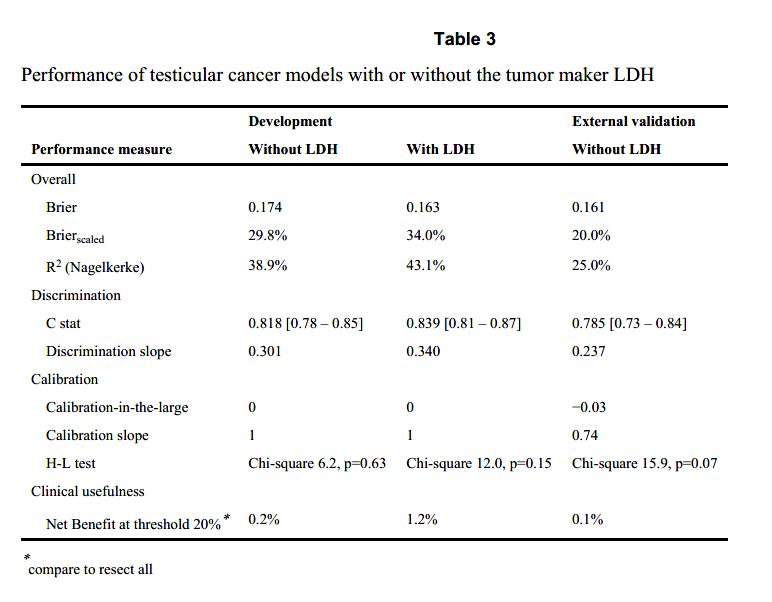 Table 3
Performance of testicular cancer models with or without the tumor maker LDH
Development External validation
Performance measure Without LDH With LDH Without LDH
Overall
Brier 0.174 0.163 0.161
Brierscaled 29.8% 34.0% 20.0%
R2 (Nagelkerke) 38.9% 43.1% 25.0%
Discrimination
C stat 0.818 [0.78 – 0.85] 0.839 [0.81 – 0.87] 0.785 [0.73 – 0.84]
Discrimination slope 0.301 0.340 0.237
Calibration
Calibration-in-the-large 0 0 −0.03
Calibration slope 1 1 0.74
H-L test Chi-square 6.2, p=0.63 Chi-square 12.0, p=0.15 Chi-square 15.9, p=0.07
Clinical usefulness
Net Benefit at threshold 20%* 0.2% 1.2% 0.1%
*
compare to resect all